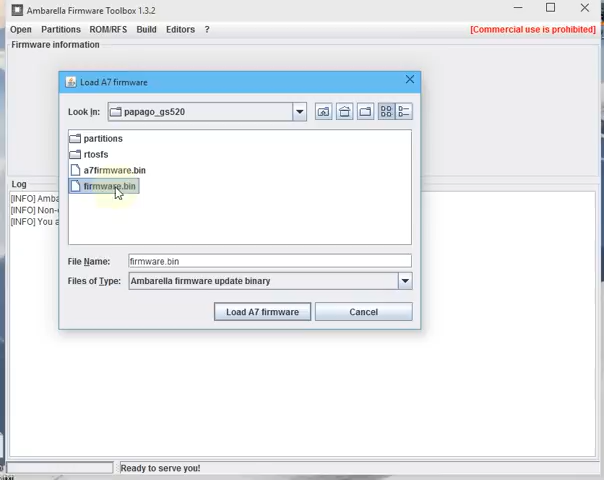 Ambarella Firmware Toolbox 1.3.2
Open Partitions ROM/RFS Build Editors ?
[Commercial use is prohibited]
Firmware information
Load A7 firmware
Look In: papago_gs520
partitions
rtosfs
a7firmware.bin
firmware.bin
File Name: firmware.bin
Files of Type: Ambarella firmware update binary
Load A7 firmware Cancel
Log
[INFO] Amba
[INFO] Non-
[INFO] You a
Ready to serve you!